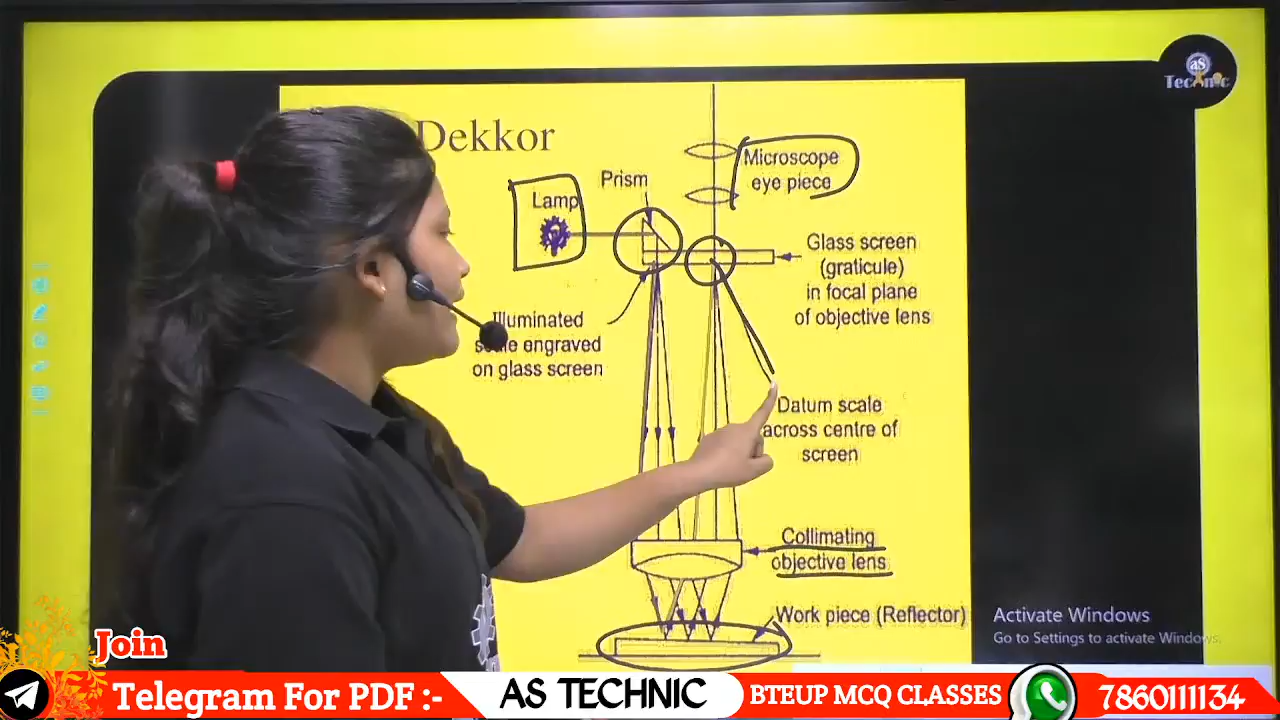 as
Tecnic
Dekkor
Microscope
eye piece
Prism
Lamp
Glass screen
(graticule)
in focal plane
of objective lens
Illuminated
scale engraved
on glass screen
Datum scale
across centre of
screen
Collimating
objective lens
Work piece (Reflector)
Activate Windows
Go to Settings to activate Windows.
Join
Telegram For PDF :-
AS TECHNIC
BTEUP MCQ CLASSES
7860111134